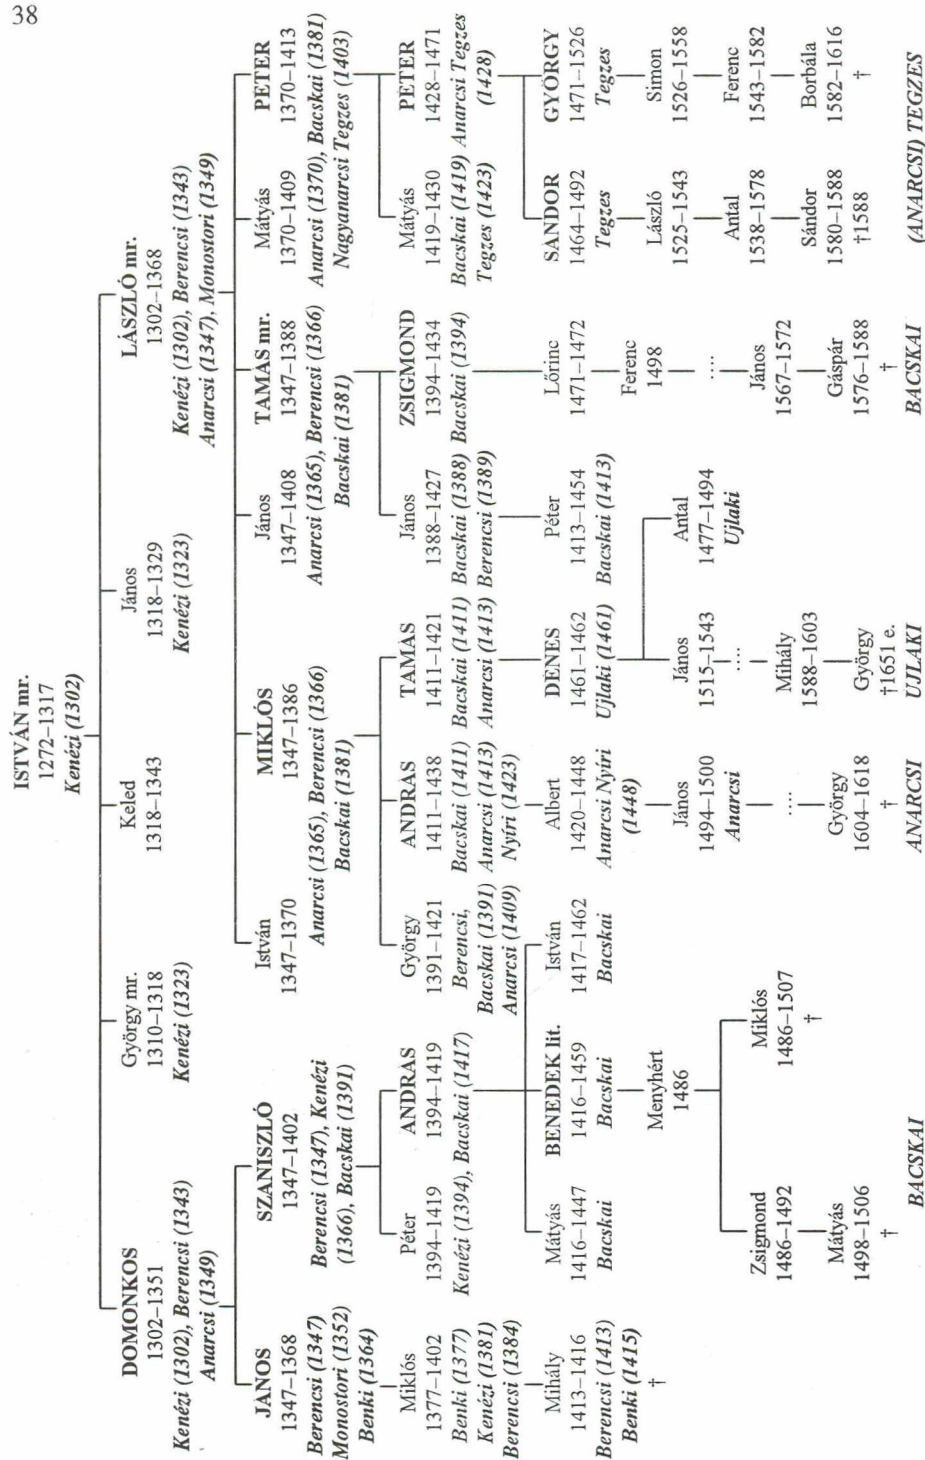 38
ISTVÁN mr.
1272–1317
Kenézi (1302)
DOMONKOS
1302–1351
Kenézi (1302), Berencsi (1343)
Anarcsi (1349)
György mr.
1310–1318
Kenézi (1323)
Keled
1318–1343
János
1318–1329
Kenézi (1323)
LÁSZLÓ mr.
1302–1368
Kenézi (1302), Berencsi (1343)
Anarcsi (1347), Monostori (1349)
JÁNOS
1347–1368
Berencsi (1347)
Monostori (1352)
Benki (1364)
SZANISZLÓ
1347–1402
Berencsi (1347), Kenézi
(1366), Bacskai (1391)
István
1347–1370
MIKLÓS
1347–1386
Anarcsi (1365), Berencsi (1366)
Bacskai (1381)
János
1347–1408
TAMÁS mr.
1347–1388
Anarcsi (1365), Berencsi (1366)
Bacskai (1381)
Mátyás
1370–1409
PÉTER
1370–1413
Anarcsi (1370), Bacskai (1381)
Nagyanarcsi Tegzes (1403)
Miklós
1377–1402
Benki (1377)
Kenézi (1381)
Berencsi (1384)
Péter
1394–1419
ANDRÁS
1394–1419
Kenézi (1394), Bacskai (1417)
György
1391–1421
Berencsi,
Bacskai (1391)
Anarcsi (1409)
ANDRÁS
1411–1438
Bacskai (1411)
Anarcsi (1413)
Nyíri (1423)
TAMÁS
1411–1421
Bacskai (1411)
Anarcsi (1413)
János
1388–1427
Bacskai (1388)
Berencsi (1389)
ZSIGMOND
1394–1434
Bacskai (1394)
Mátyás
1419–1430
Bacskai (1419)
Tegzes (1423)
PÉTER
1428–1471
Anarcsi Tegzes
(1428)
Mihály
1413–1416
Berencsi (1413)
Benki (1415)
†
Mátyás
1416–1447
Bacskai
BENEDEK lit.
1416–1459
Bacskai
István
1417–1462
Bacskai
Albert
1420–1448
Anarcsi Nyíri
(1448)
DÉNES
1461–1462
Ujlaki (1461)
Péter
1413–1454
Bacskai (1413)
Lőrinc
1471–1472
SÁNDOR
1464–1492
Tegzes
GYÖRGY
1471–1526
Tegzes
Menyhért
1486
János
1494–1500
Anarcsi
János
1515–1543
Antal
1477–1494
Ujlaki
Ferenc
1498
László
1525–1543
Simon
1526–1558
Zsigmond
1486–1492
Miklós
1486–1507
†
....
....
Mihály
1588–1603
....
János
1567–1572
Antal
1538–1578
Ferenc
1543–1582
Mátyás
1498–1506
†
György
1604–1618
†
György
†1651 e.
Gáspár
1576–1588
†
Sándor
1580–1588
†1588
Borbála
1582–1616
†
BACSKAI
ANARCSI
UJLAKI
BACSKAI
(ANARCSI) TEGZES